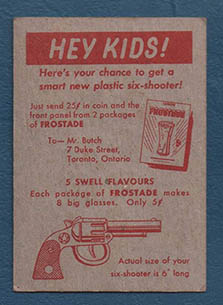 HEY KIDS!
Here's your chance to get a
smart new plastic six-shooter!
Just send 25¢ in coin and the
front panel from 2 packages
of FROSTADE
To— Mr. Butch
7 Duke Street,
Toronto, Ontario
FROSTADE
5 SWELL FLAVOURS
Each package of FROSTADE makes
8 big glasses. Only 5¢
Actual size of your
six-shooter is 6" long